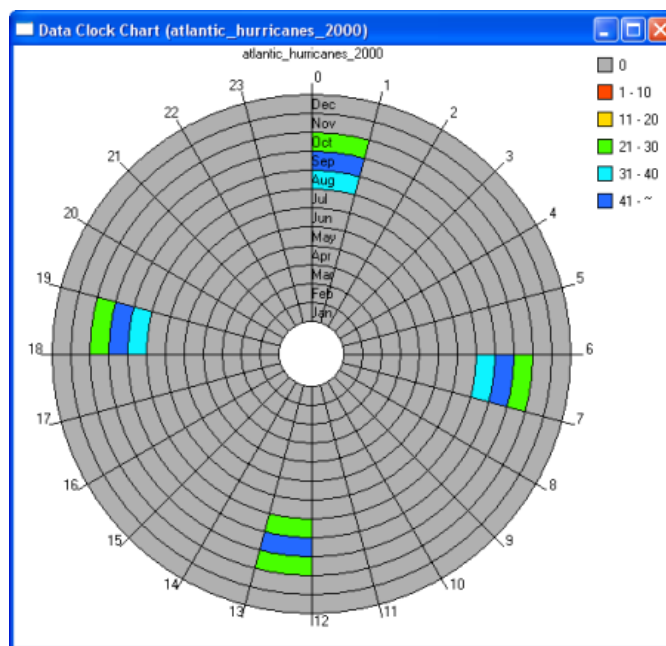 Data Clock Chart (atlantic_hurricanes_2000)
atlantic_hurricanes_2000
0
1
2
3
4
5
6
7
8
9
10
11
12
13
14
15
16
17
18
19
20
21
22
23
Dec
Nov
Oct
Sep
Aug
Jul
Jun
May
Apr
Mar
Feb
Jan
0
1 - 10
11 - 20
21 - 30
31 - 40
41 - ~